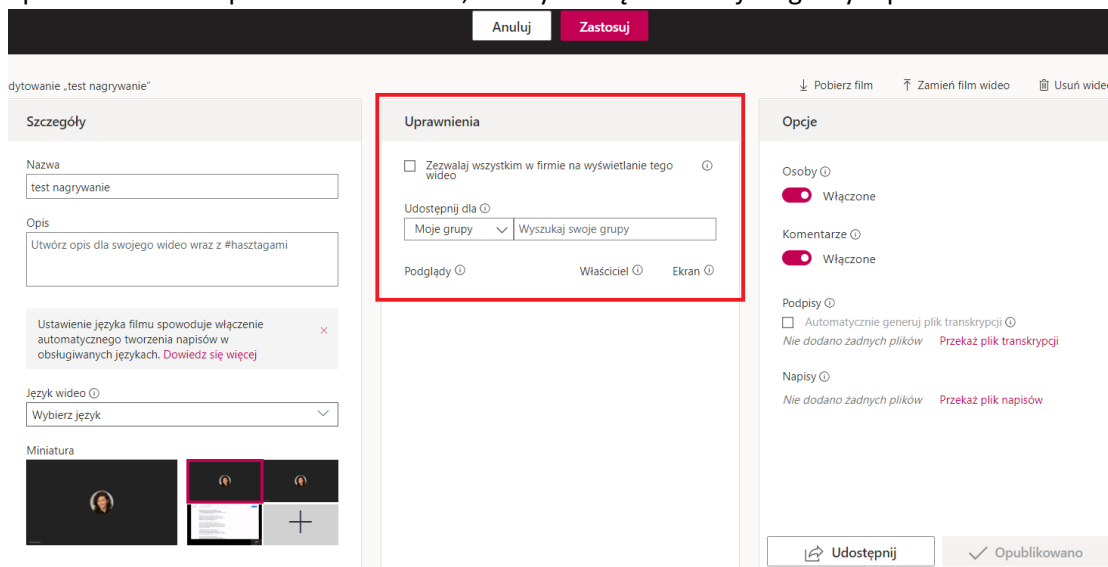 Anuluj Zastosuj
dytowanie „test nagrywanie"
Pobierz film Zamień film wideo Usuń wideo
Szczegóły
Nazwa
test nagrywanie
Opis
Utwórz opis dla swojego wideo wraz z #hasztagami
Ustawienie języka filmu spowoduje włączenie
automatycznego tworzenia napisów w
obsługiwanych językach. Dowiedz się więcej
Język wideo
Wybierz język
Miniatura
Uprawnienia
Zezwalaj wszystkim w firmie na wyświetlanie tego
wideo
Udostępnij dla
Moje grupy Wyszukaj swoje grupy
Podglądy Właściciel Ekran
Opcje
Osoby
Włączone
Komentarze
Włączone
Podpisy
Automatycznie generuj plik transkrypcji
Nie dodano żadnych plików Przekaż plik transkrypcji
Napisy
Nie dodano żadnych plików Przekaż plik napisów
Udostępnij Opublikowano